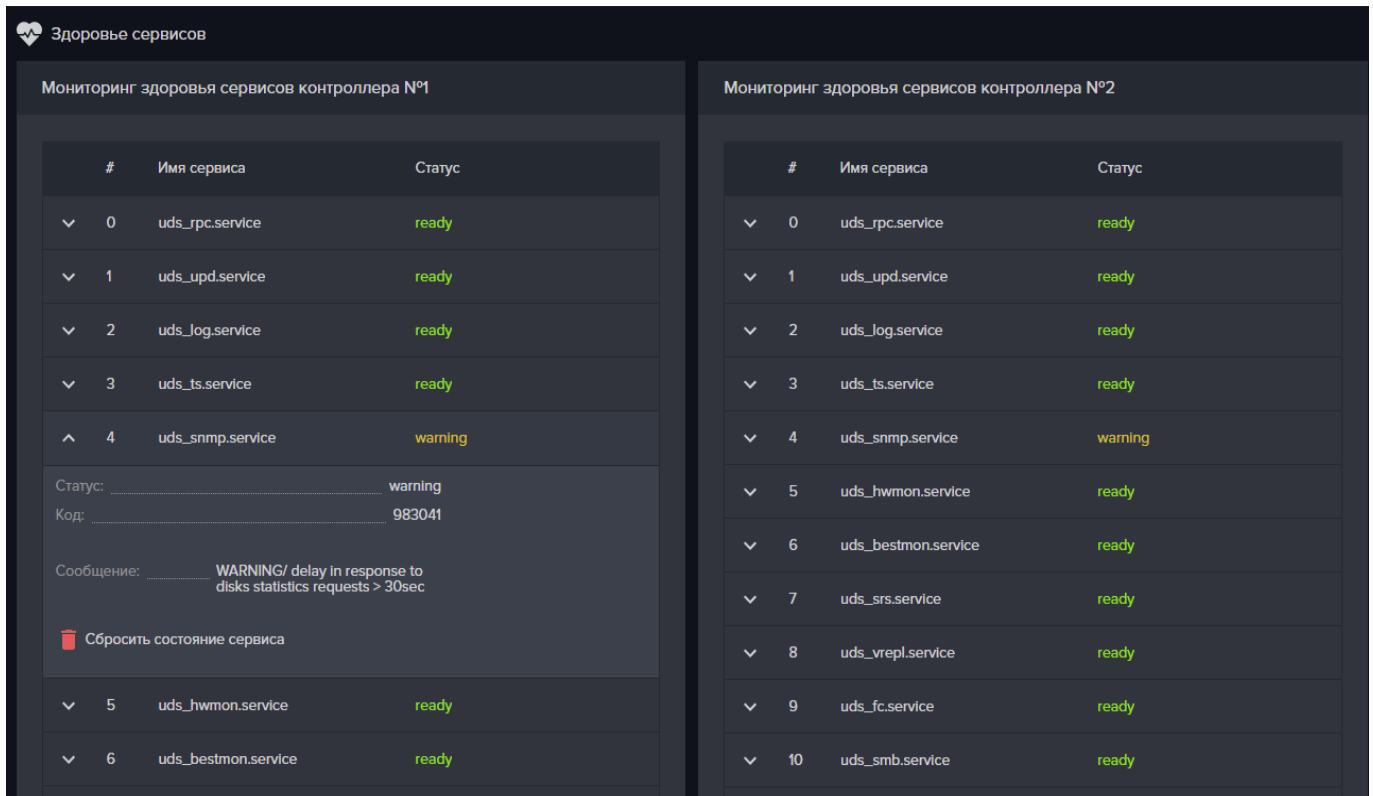 Здоровье сервисов
Мониторинг здоровья сервисов контроллера №1
# Имя сервиса Статус
0 uds_rpc.service ready
1 uds_upd.service ready
2 uds_log.service ready
3 uds_ts.service ready
4 uds_snmp.service warning
Статус: warning
Код: 983041
Сообщение: WARNING/ delay in response to
disks statistics requests > 30sec
Сбросить состояние сервиса
5 uds_hwmon.service ready
6 uds_bestmon.service ready
Мониторинг здоровья сервисов контроллера №2
# Имя сервиса Статус
0 uds_rpc.service ready
1 uds_upd.service ready
2 uds_log.service ready
3 uds_ts.service ready
4 uds_snmp.service warning
5 uds_hwmon.service ready
6 uds_bestmon.service ready
7 uds_srs.service ready
8 uds_vrepl.service ready
9 uds_fc.service ready
10 uds_smb.service ready